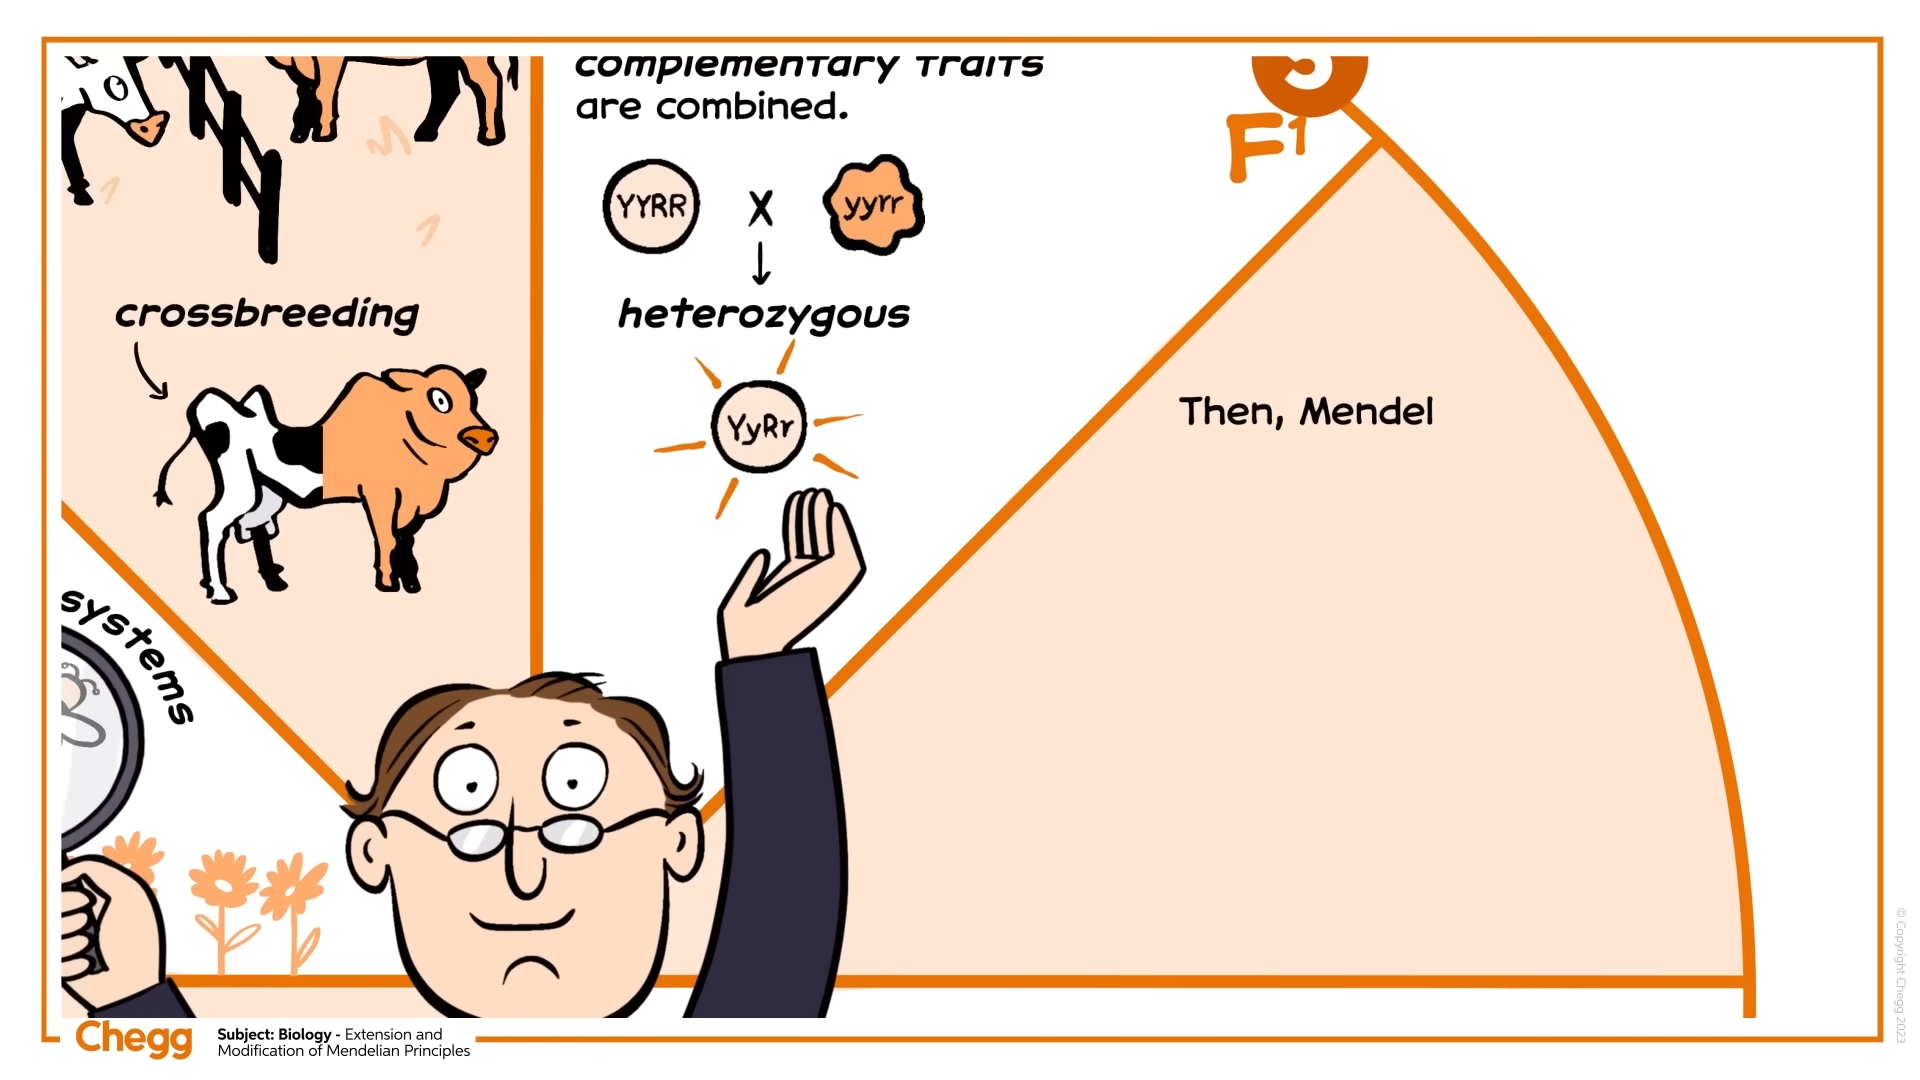 complementary traits
are combined.
YYRR X yyrr
heterozygous
YyRr
crossbreeding
systems
F1
Then, Mendel
Chegg
Subject: Biology - Extension and
Modification of Mendelian Principles
© Copyright Chegg 2023